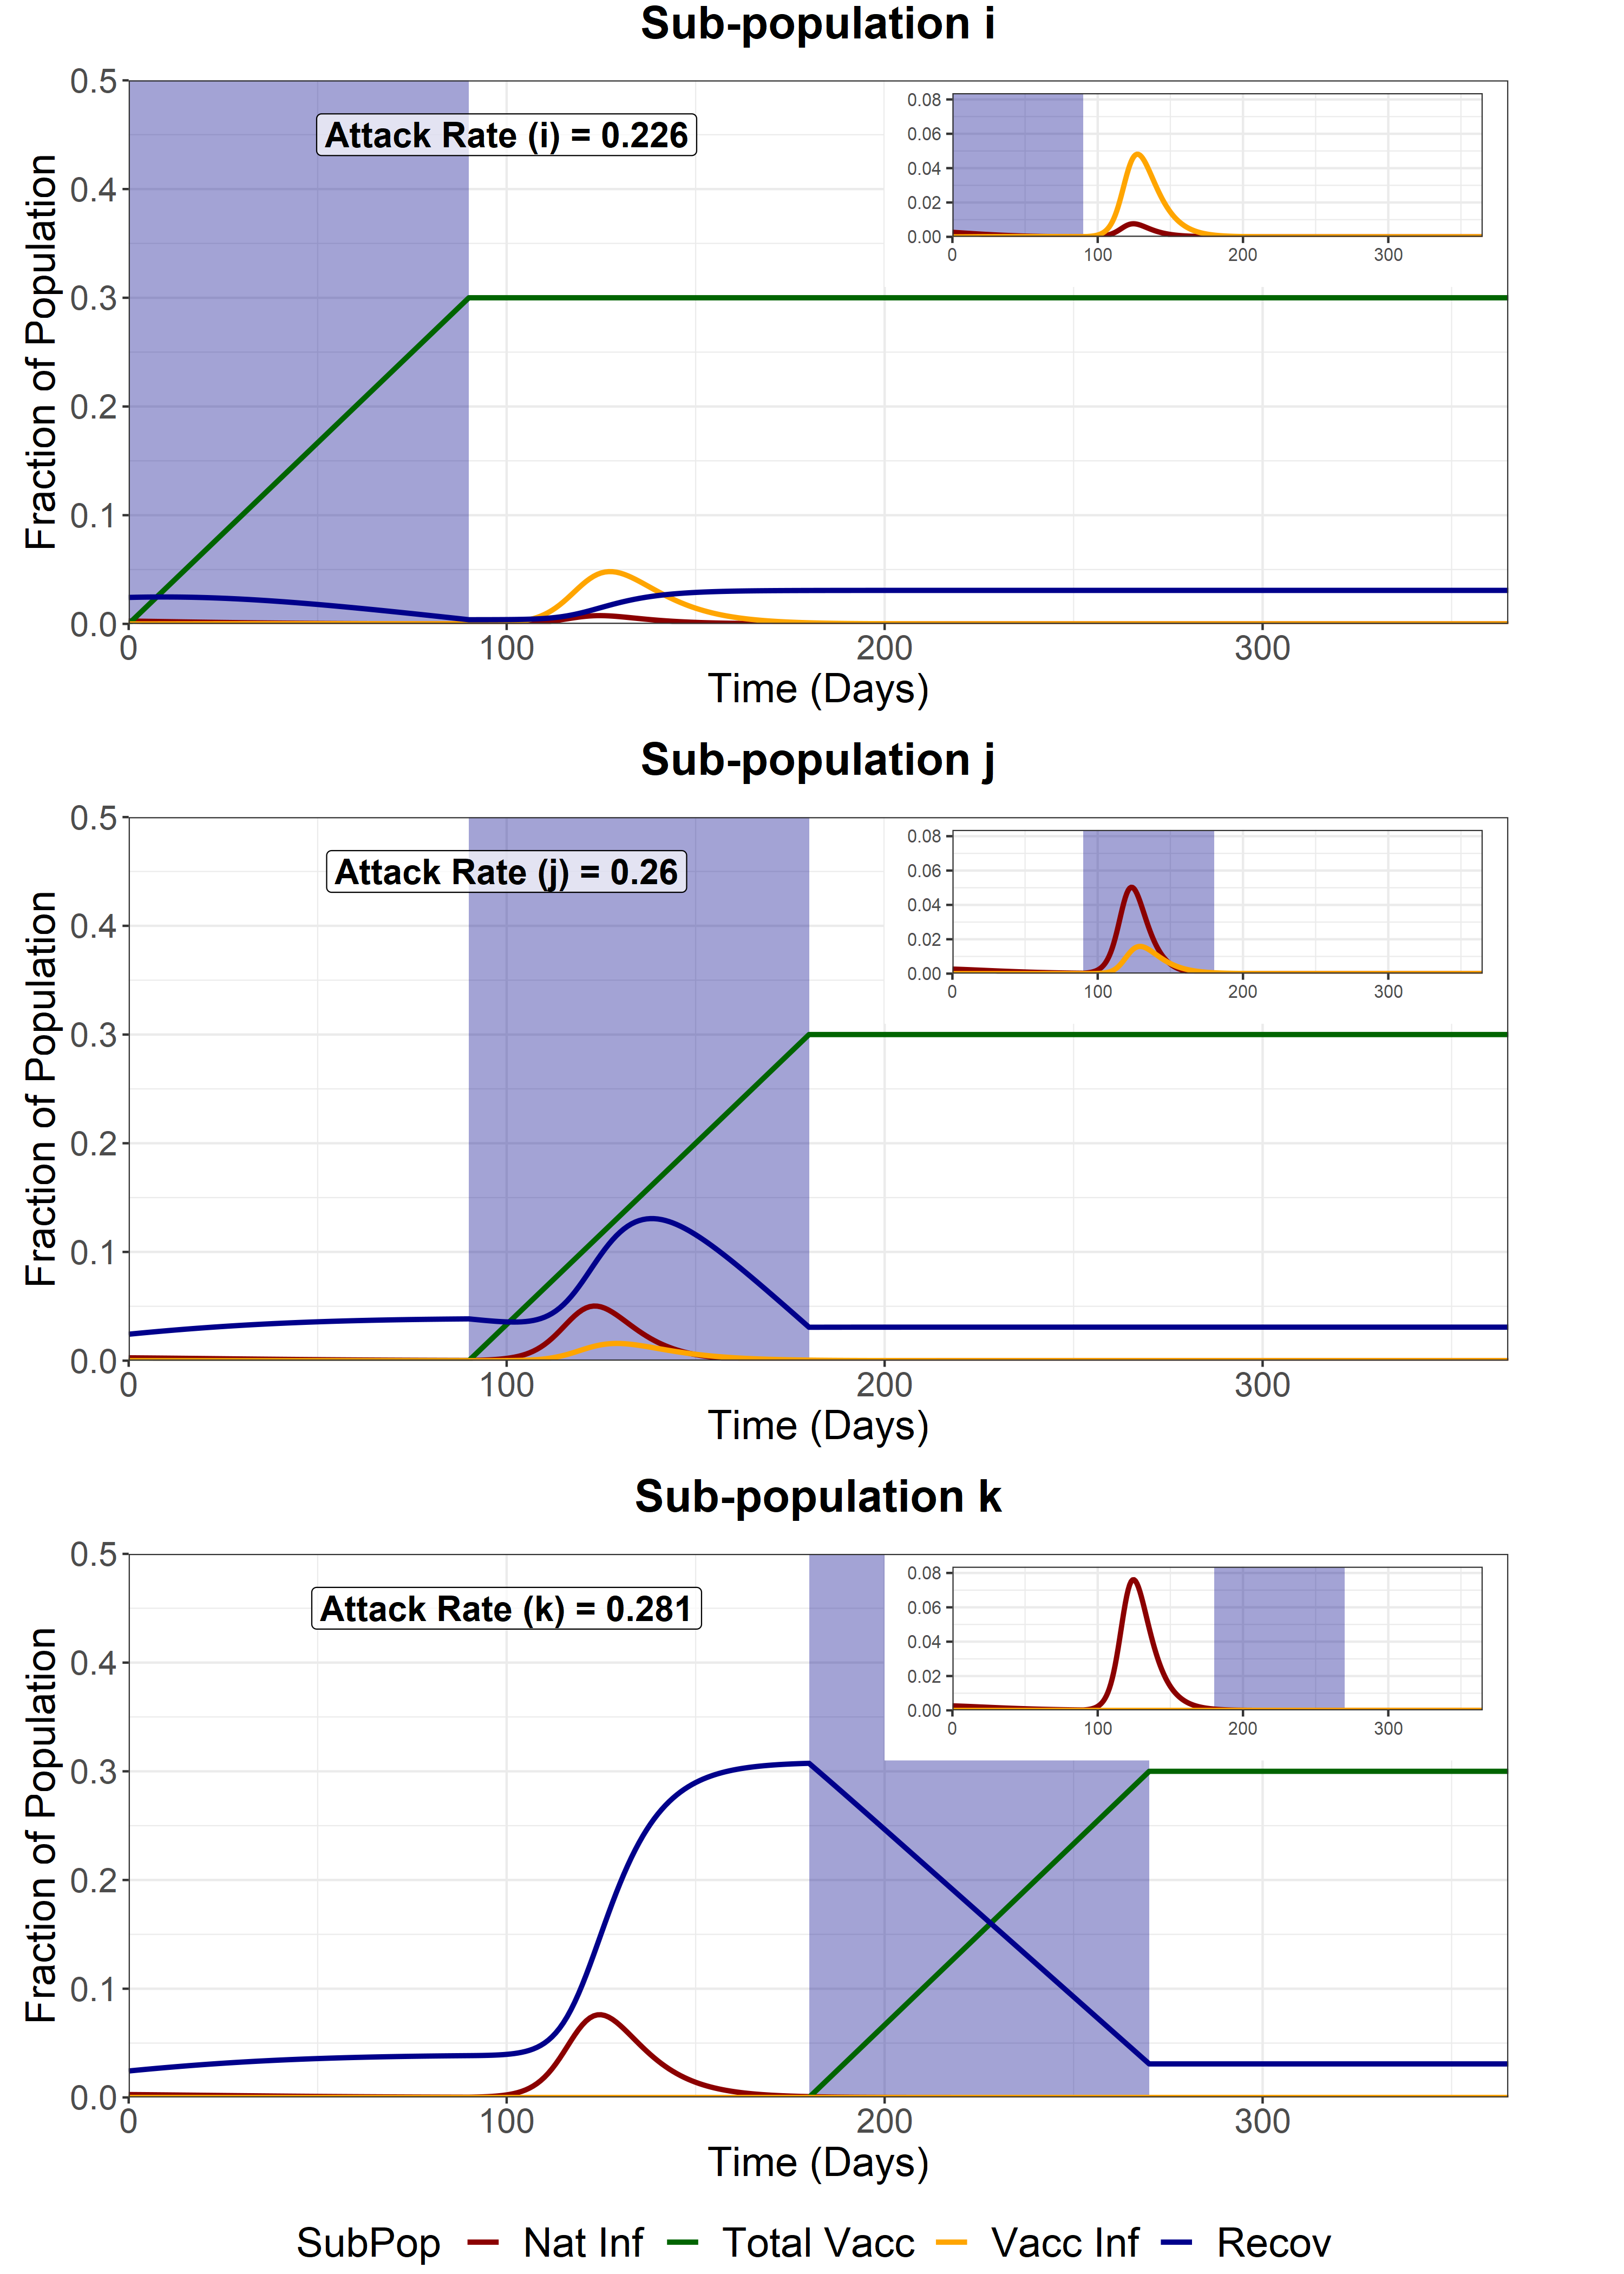 Sub-population i
Fraction of Population
0.5
0.4
0.3
0.2
0.1
0.0
Attack Rate (i) = 0.226
0.08
0.06
0.04
0.02
0.00
0 100 200 300
0 100 200 300
Time (Days)
Sub-population j
Fraction of Population
0.5
0.4
0.3
0.2
0.1
0.0
Attack Rate (j) = 0.26
0.08
0.06
0.04
0.02
0.00
0 100 200 300
0 100 200 300
Time (Days)
Sub-population k
Fraction of Population
0.5
0.4
0.3
0.2
0.1
0.0
Attack Rate (k) = 0.281
0.08
0.06
0.04
0.02
0.00
0 100 200 300
0 100 200 300
Time (Days)
SubPop Nat Inf Total Vacc Vacc Inf Recov